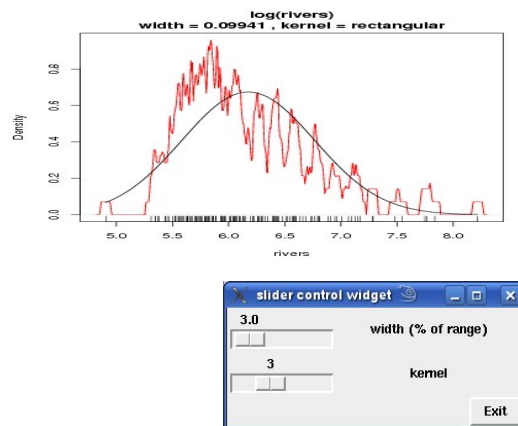 log(rivers)
width = 0.09941 , kernel = rectangular
Density
0.8
0.6
0.4
0.2
0.0
5.0 5.5 6.0 6.5 7.0 7.5 8.0
rivers
slider control widget
3.0
width (% of range)
3
kernel
Exit